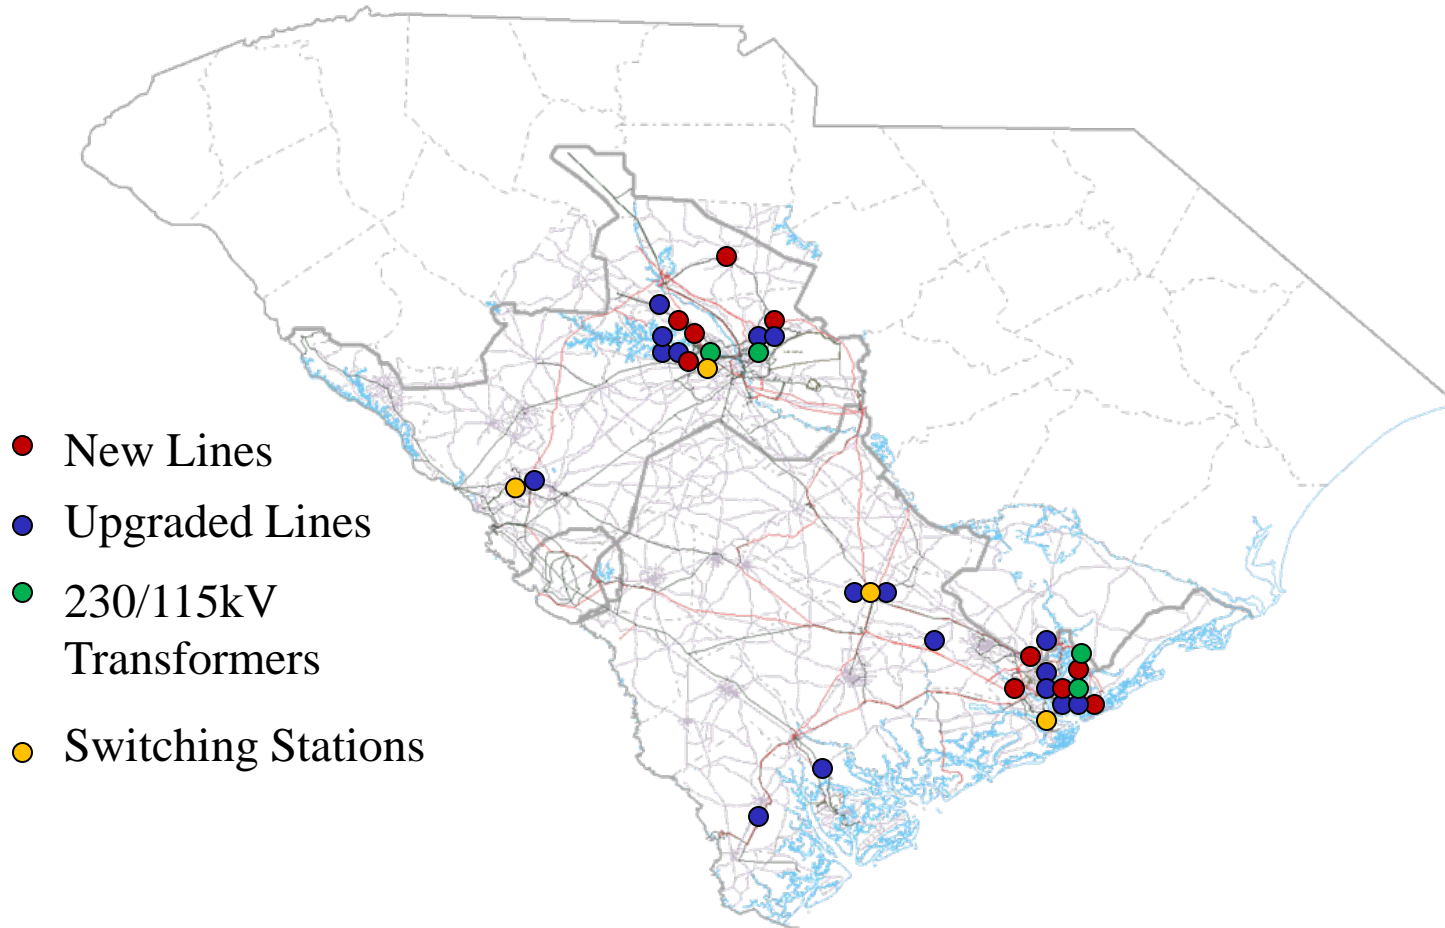 New Lines
Upgraded Lines
230/115kV
Transformers
Switching Stations